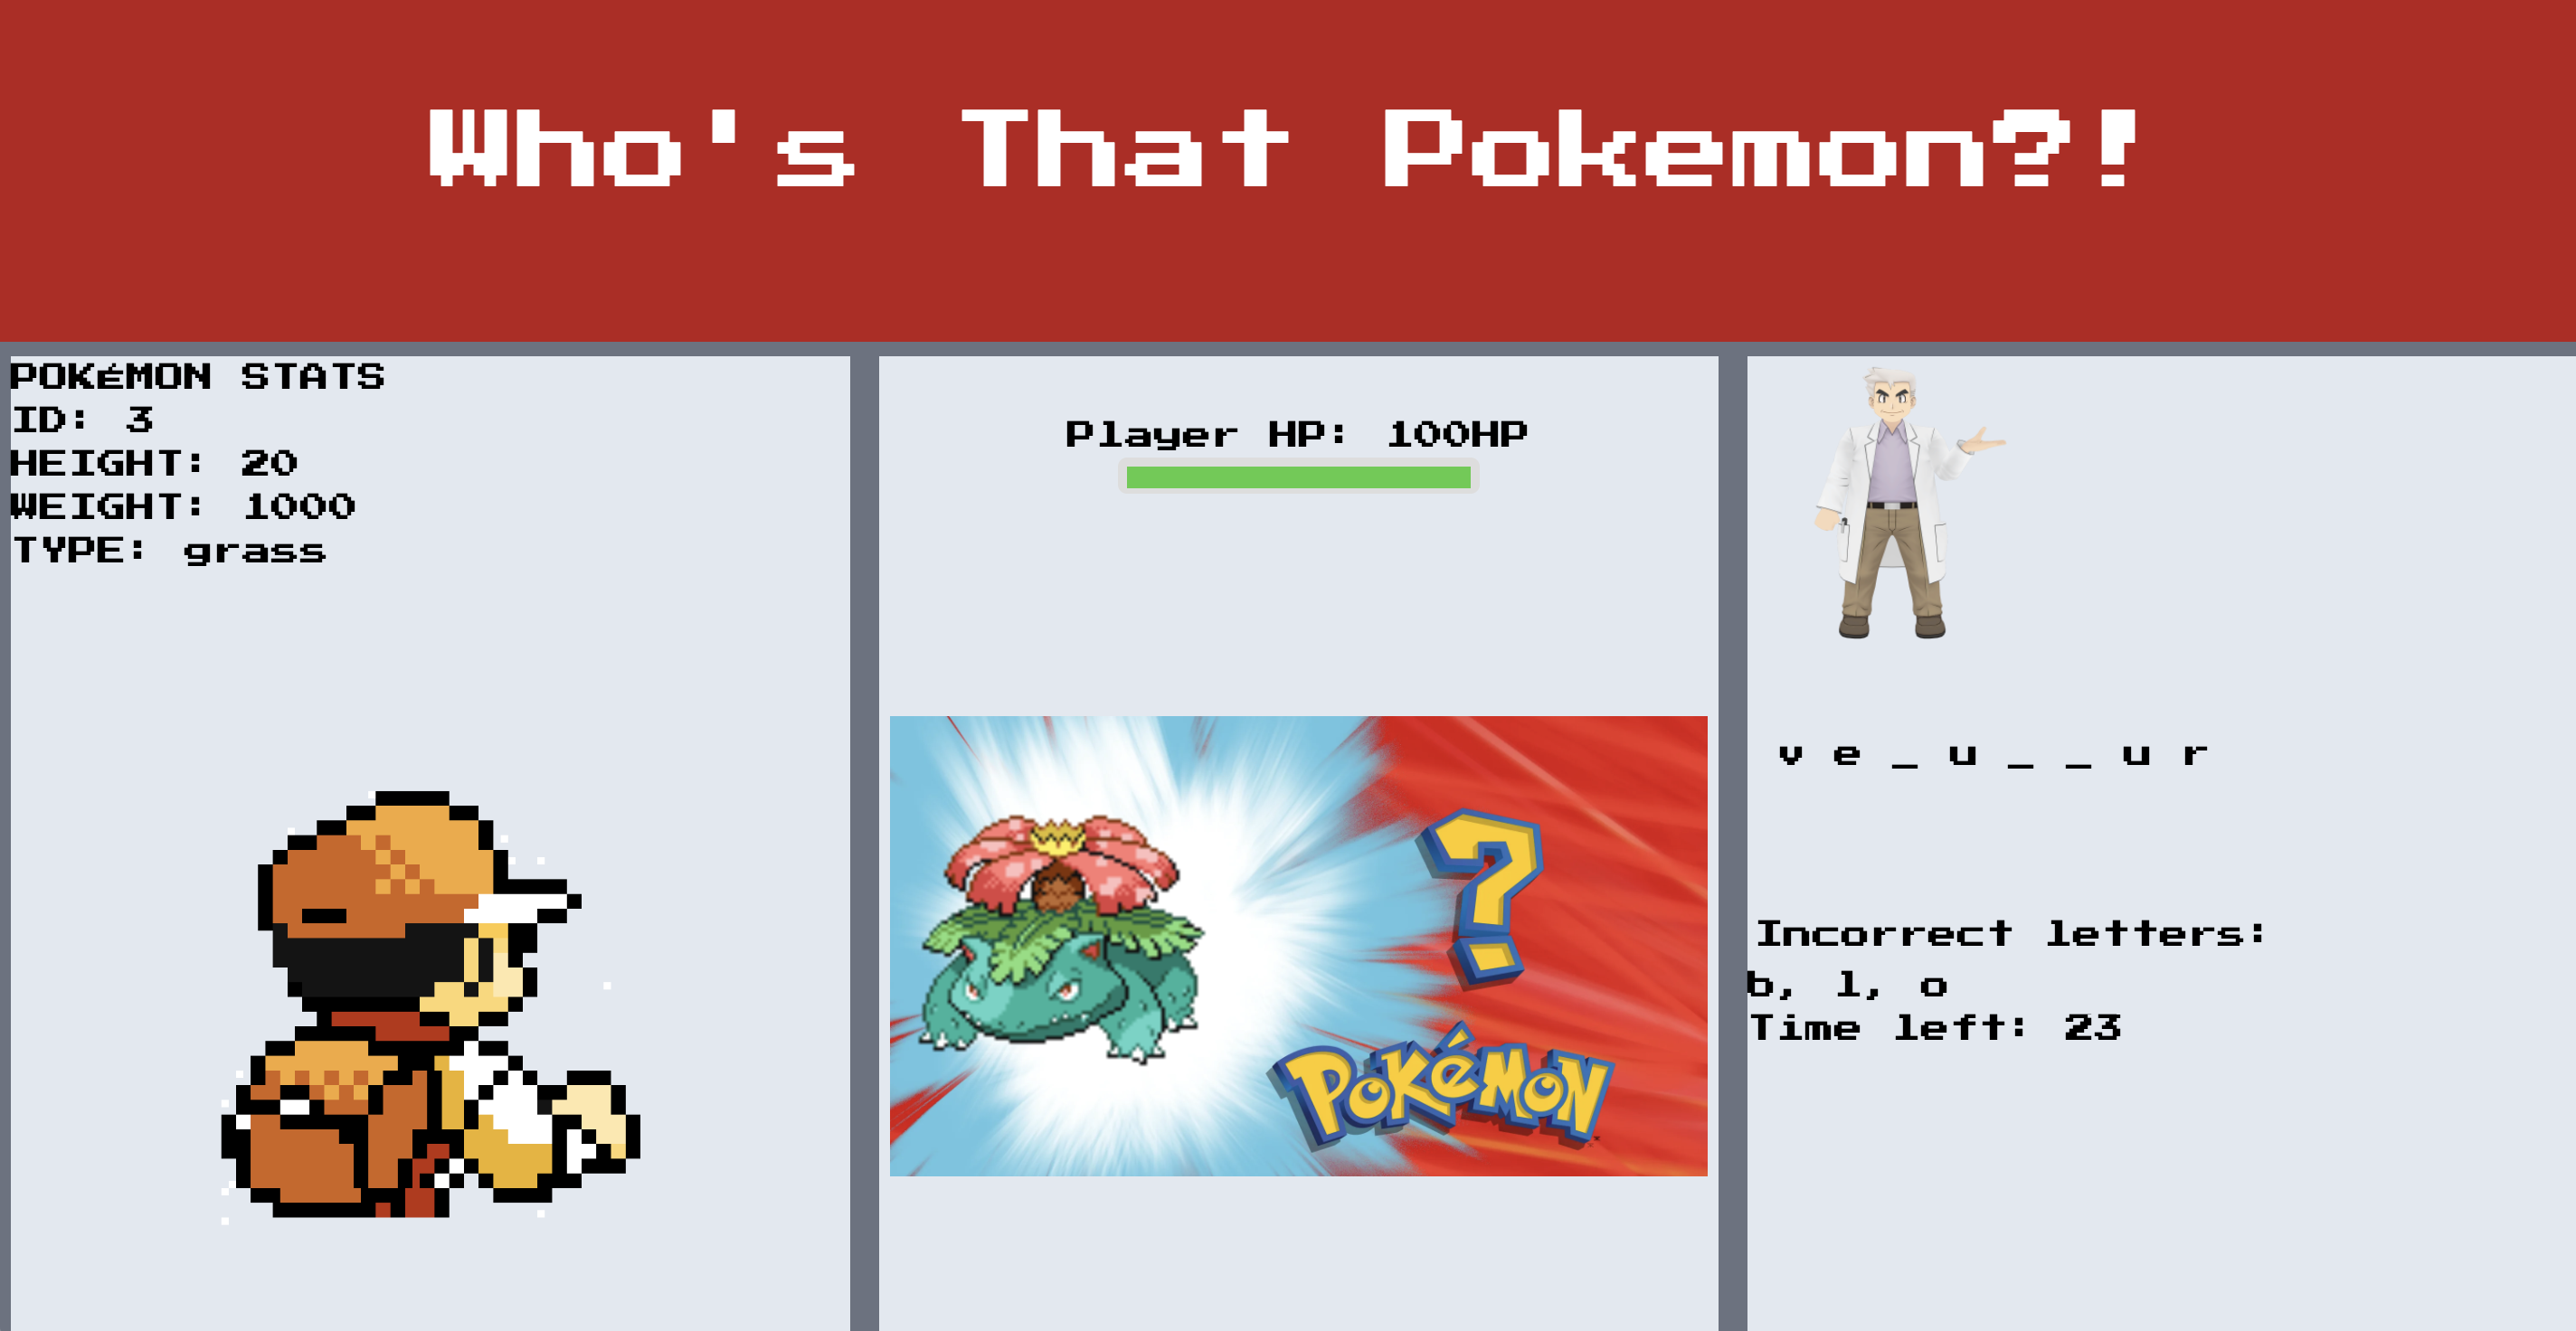 Who's That Pokemon?!
POKéMON STATS
ID: 3
HEIGHT: 20
WEIGHT: 1000
TYPE: grass
Player HP: 100HP
?
POKéMON
v e _ u _ _ u r
Incorrect letters:
b, l, o
Time left: 23